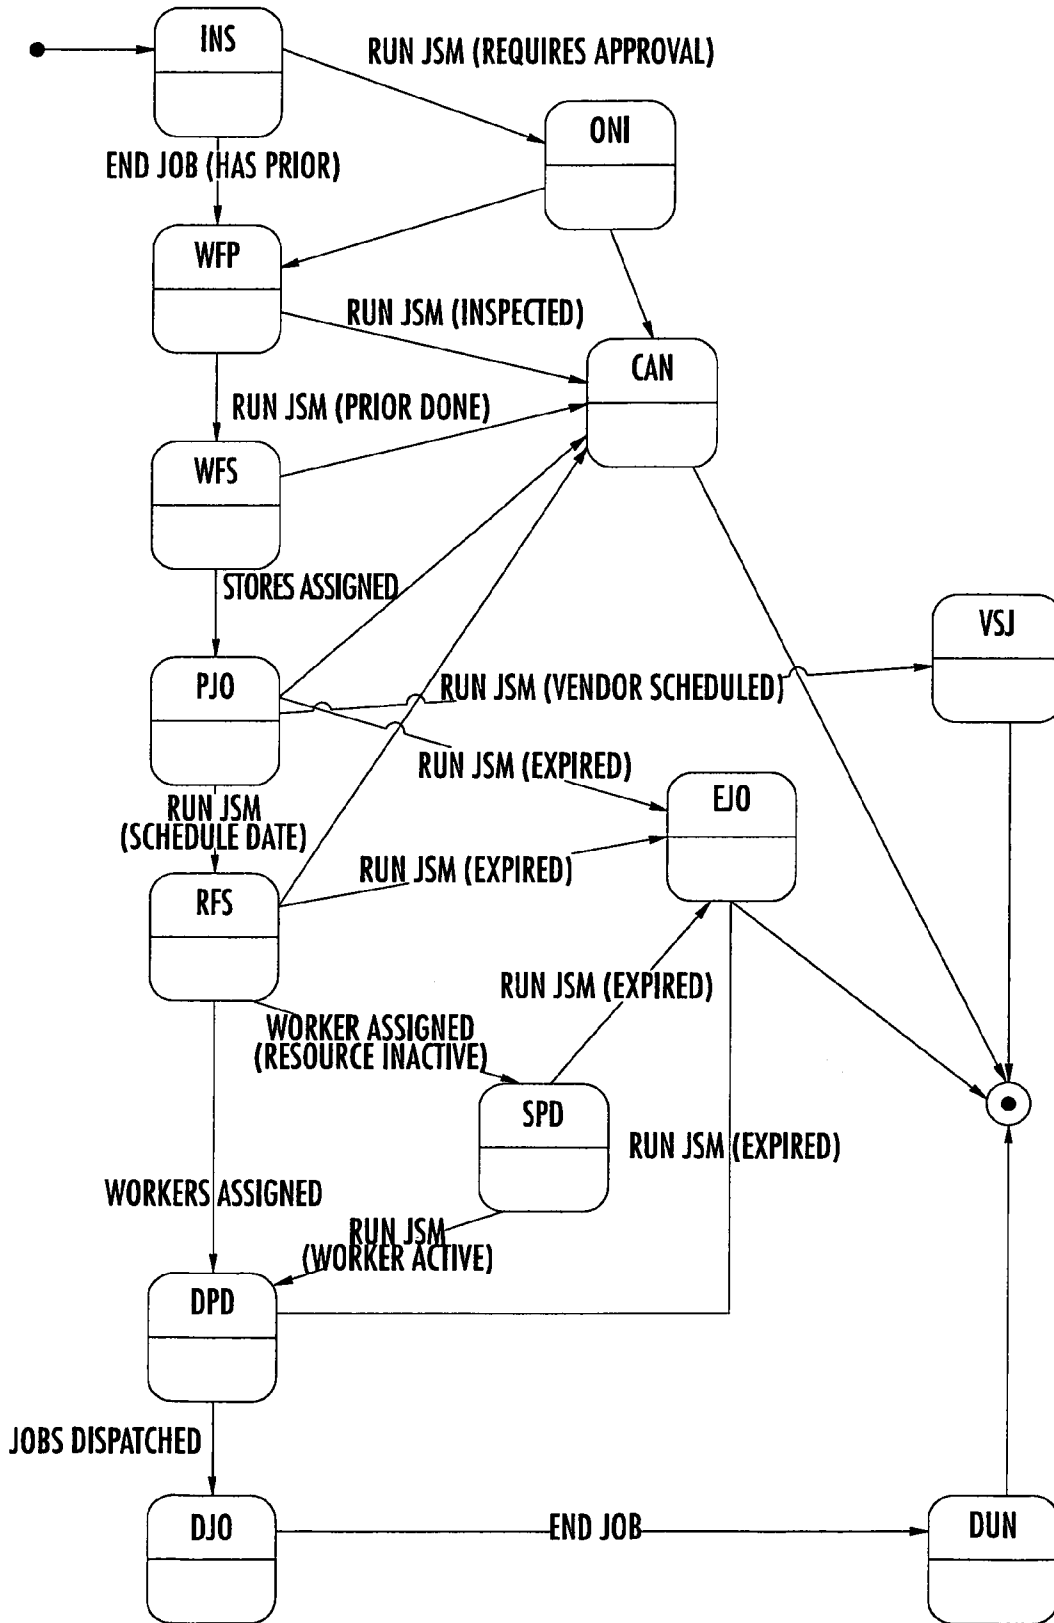 INS
RUN JSM (REQUIRES APPROVAL)
ONI
END JOB (HAS PRIOR)
WFP
RUN JSM (INSPECTED)
CAN
RUN JSM (PRIOR DONE)
WFS
STORES ASSIGNED
VSJ
PJO
RUN JSM (VENDOR SCHEDULED)
RUN JSM (EXPIRED)
EJO
RUN JSM
(SCHEDULE DATE)
RUN JSM (EXPIRED)
RFS
RUN JSM (EXPIRED)
WORKER ASSIGNED
(RESOURCE INACTIVE)
SPD
RUN JSM (EXPIRED)
WORKERS ASSIGNED
RUN JSM
(WORKER ACTIVE)
DPD
JOBS DISPATCHED
DJO
END JOB
DUN